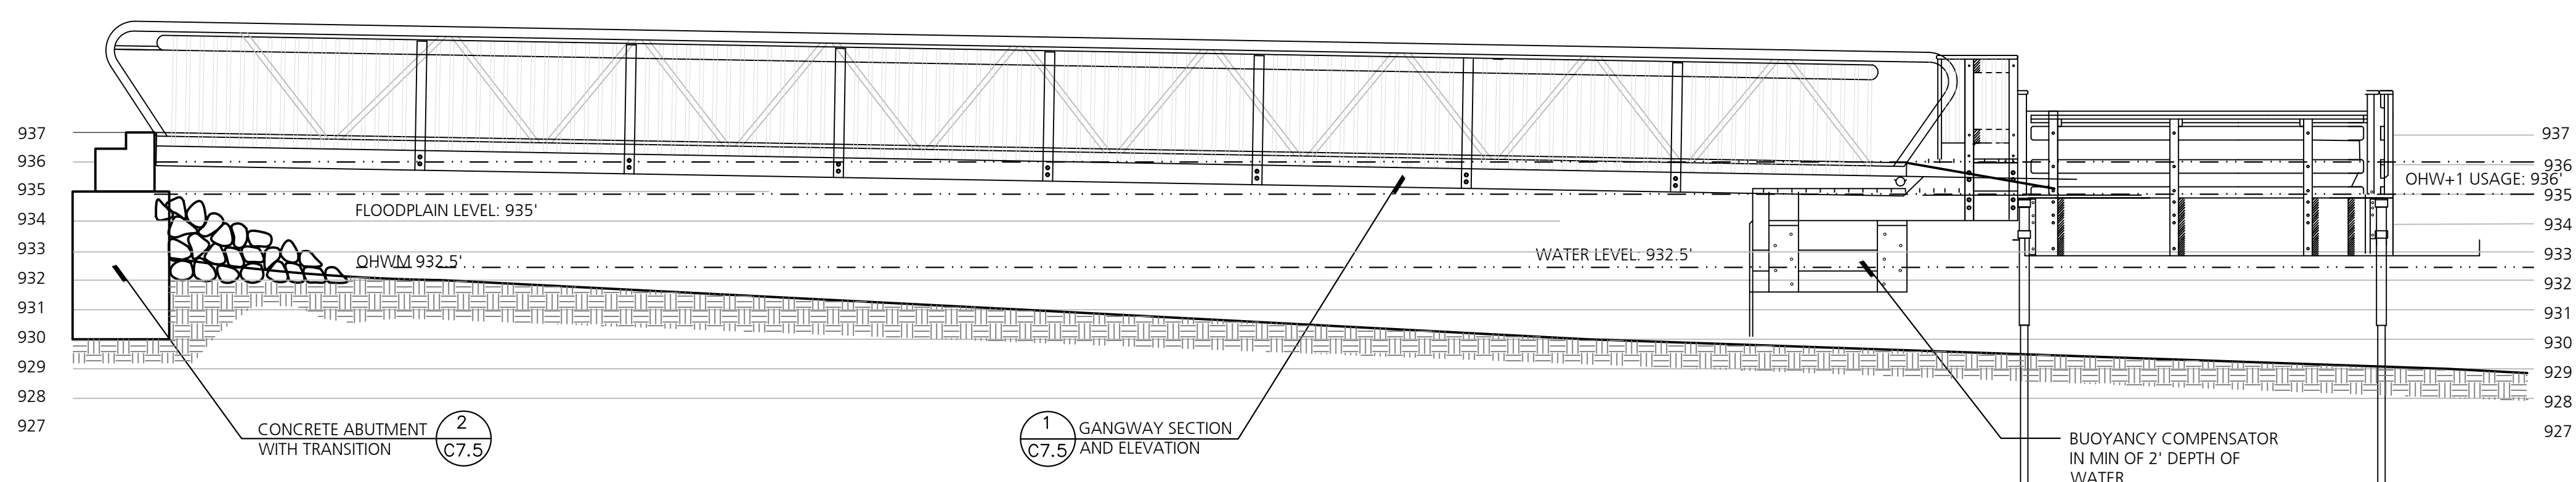 937
936
935
934
933
932
931
930
929
928
927
FLOODPLAIN LEVEL: 935'
OHWM 932.5'
WATER LEVEL: 932.5'
OHW+1 USAGE: 936'
937
936
935
934
933
932
931
930
929
928
927
CONCRETE ABUTMENT
WITH TRANSITION
2
C7.5
1
C7.5
GANGWAY SECTION
AND ELEVATION
BUOYANCY COMPENSATOR
IN MIN OF 2' DEPTH OF
WATER